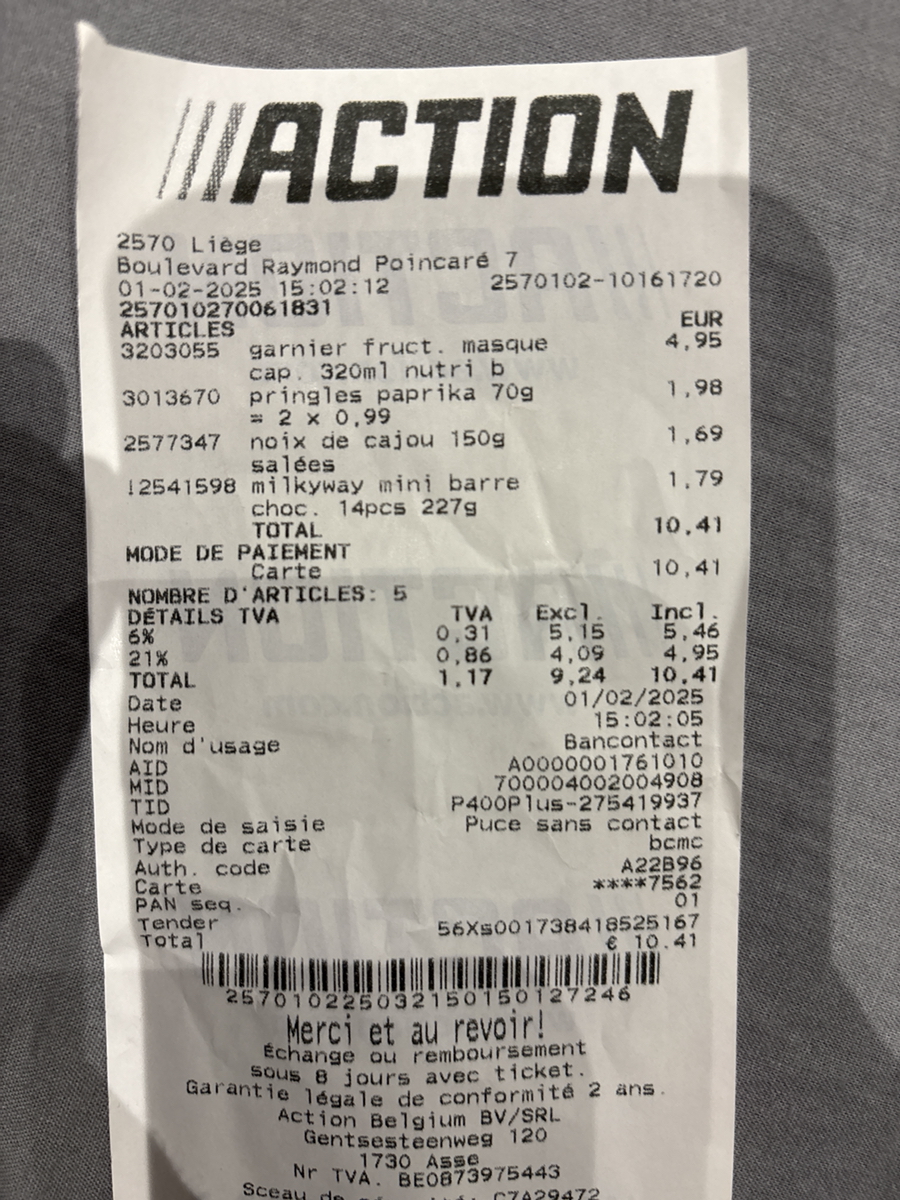 ACTION
2570 Liège
Boulevard Raymond Poincaré 7
01-02-2025 15:02:12 2570102-10161720
257010270061831
ARTICLES EUR
3203055 garnier fruct. masque 4,95
cap. 320ml nutri b
3013670 pringles paprika 70g 1,98
= 2 x 0,99
2577347 noix de cajou 150g 1,69
salées
!2541598 milkyway mini barre 1,79
choc. 14pcs 227g
TOTAL 10,41
MODE DE PAIEMENT
Carte 10,41
NOMBRE D'ARTICLES: 5
DÉTAILS TVA TVA Excl. Incl.
6% 0,31 5,15 5,46
21% 0,86 4,09 4,95
TOTAL 1,17 9,24 10,41
Date 01/02/2025
Heure 15:02:05
Nom d'usage Bancontact
AID A0000001761010
MID 700004002004908
TID P400Plus-275419937
Mode de saisie Puce sans contact
Type de carte bcmc
Auth. code A22B96
Carte ****7562
PAN seq. 01
Tender 56Xs001738418525167
Total € 10.41
257010225032150150127246
Merci et au revoir!
Échange ou remboursement
sous 8 jours avec ticket.
Garantie légale de conformité 2 ans.
Action Belgium BV/SRL
Gentsesteenweg 120
1730 Asse
Nr TVA. BE0873975443
Sceau de C7A29472